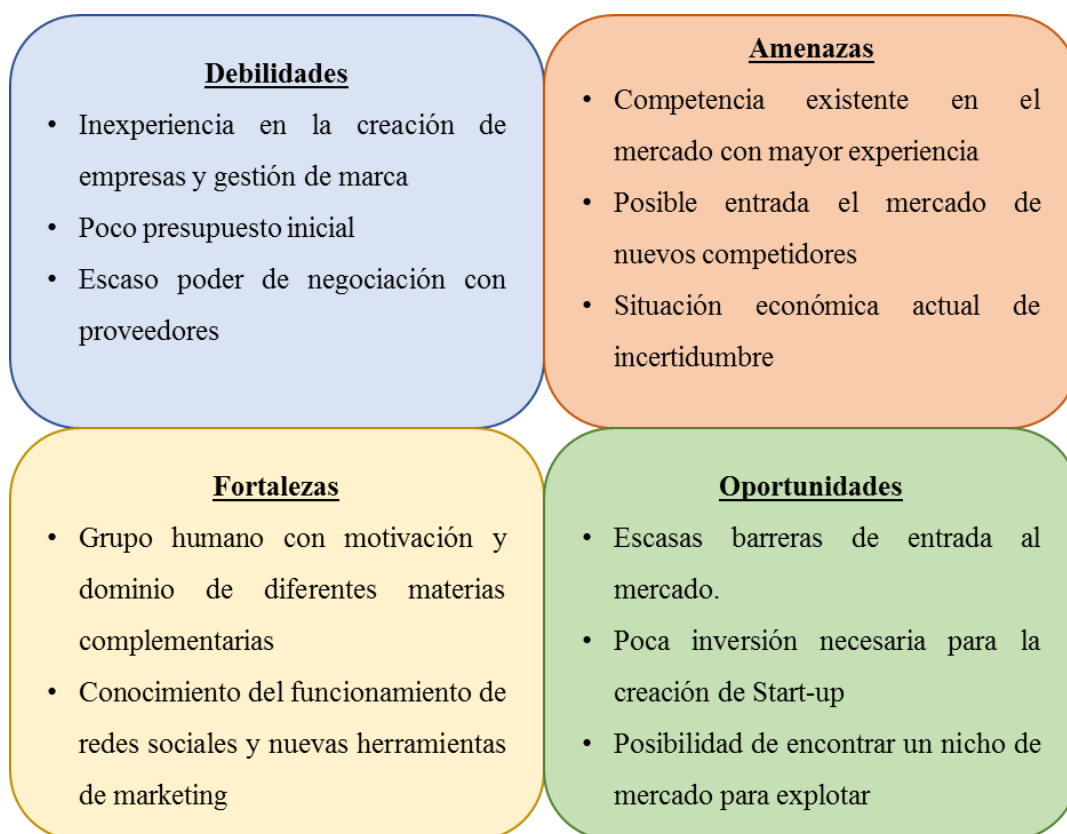 Debilidades
• Inexperiencia en la creación de
empresas y gestión de marca
• Poco presupuesto inicial
• Escaso poder de negociación con
proveedores
Amenazas
• Competencia existente en el
mercado con mayor experiencia
• Posible entrada el mercado de
nuevos competidores
• Situación económica actual de
incertidumbre
Fortalezas
• Grupo humano con motivación y
dominio de diferentes materias
complementarias
• Conocimiento del funcionamiento de
redes sociales y nuevas herramientas
de marketing
Oportunidades
• Escasas barreras de entrada al
mercado.
• Poca inversión necesaria para la
creación de Start-up
• Posibilidad de encontrar un nicho de
mercado para explotar